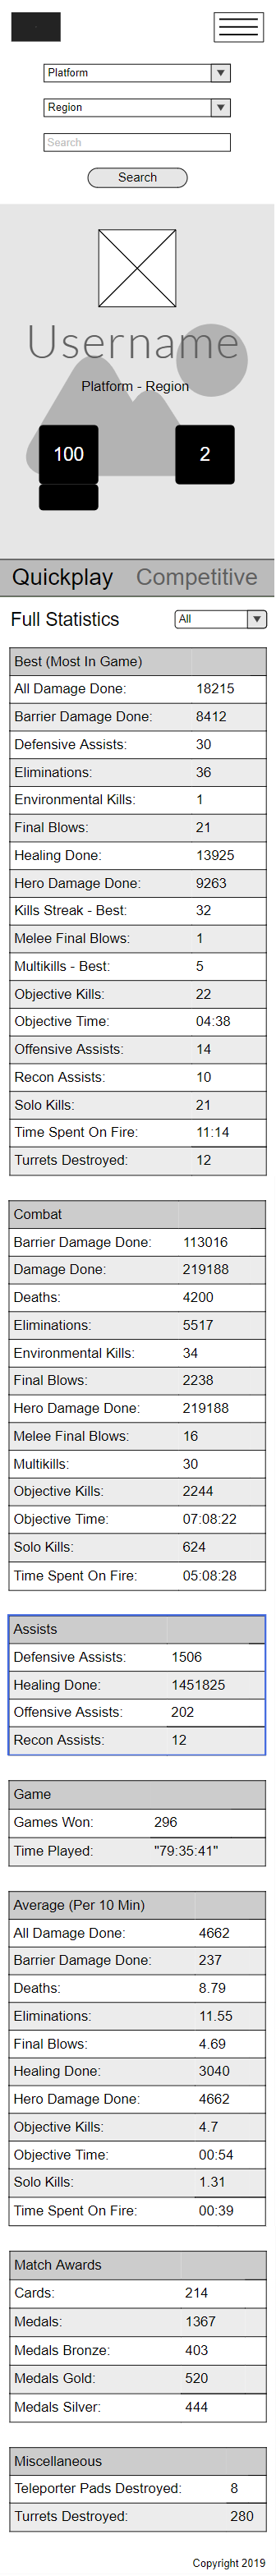 Platform
Region
Search
Search
Username
Platform - Region
100 2
Quickplay Competitive
Full Statistics All
Best (Most In Game)
All Damage Done: 18215
Barrier Damage Done: 8412
Defensive Assists: 30
Eliminations: 36
Environmental Kills: 1
Final Blows: 21
Healing Done: 13925
Hero Damage Done: 9263
Kills Streak - Best: 32
Melee Final Blows: 1
Multikills - Best: 5
Objective Kills: 22
Objective Time: 04:38
Offensive Assists: 14
Recon Assists: 10
Solo Kills: 21
Time Spent On Fire: 11:14
Turrets Destroyed: 12
Combat
Barrier Damage Done: 113016
Damage Done: 219188
Deaths: 4200
Eliminations: 5517
Environmental Kills: 34
Final Blows: 2238
Hero Damage Done: 219188
Melee Final Blows: 16
Multikills: 30
Objective Kills: 2244
Objective Time: 07:08:22
Solo Kills: 624
Time Spent On Fire: 05:08:28
Assists
Defensive Assists: 1506
Healing Done: 1451825
Offensive Assists: 202
Recon Assists: 12
Game
Games Won: 296
Time Played: "79:35:41"
Average (Per 10 Min)
All Damage Done: 4662
Barrier Damage Done: 237
Deaths: 8.79
Eliminations: 11.55
Final Blows: 4.69
Healing Done: 3040
Hero Damage Done: 4662
Objective Kills: 4.7
Objective Time: 00:54
Solo Kills: 1.31
Time Spent On Fire: 00:39
Match Awards
Cards: 214
Medals: 1367
Medals Bronze: 403
Medals Gold: 520
Medals Silver: 444
Miscellaneous
Teleporter Pads Destroyed: 8
Turrets Destroyed: 280
Copyright 2019